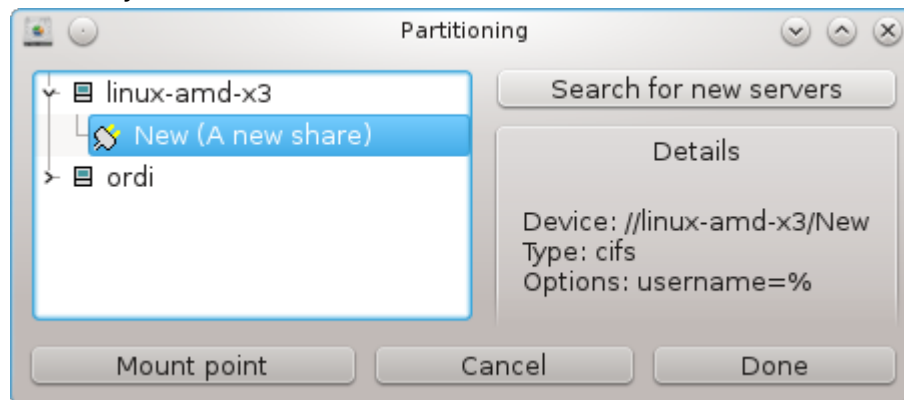 Partitioning
linux-amd-x3
New (A new share)
ordi
Search for new servers
Details
Device: //linux-amd-x3/New
Type: cifs
Options: username=%
Mount point
Cancel
Done